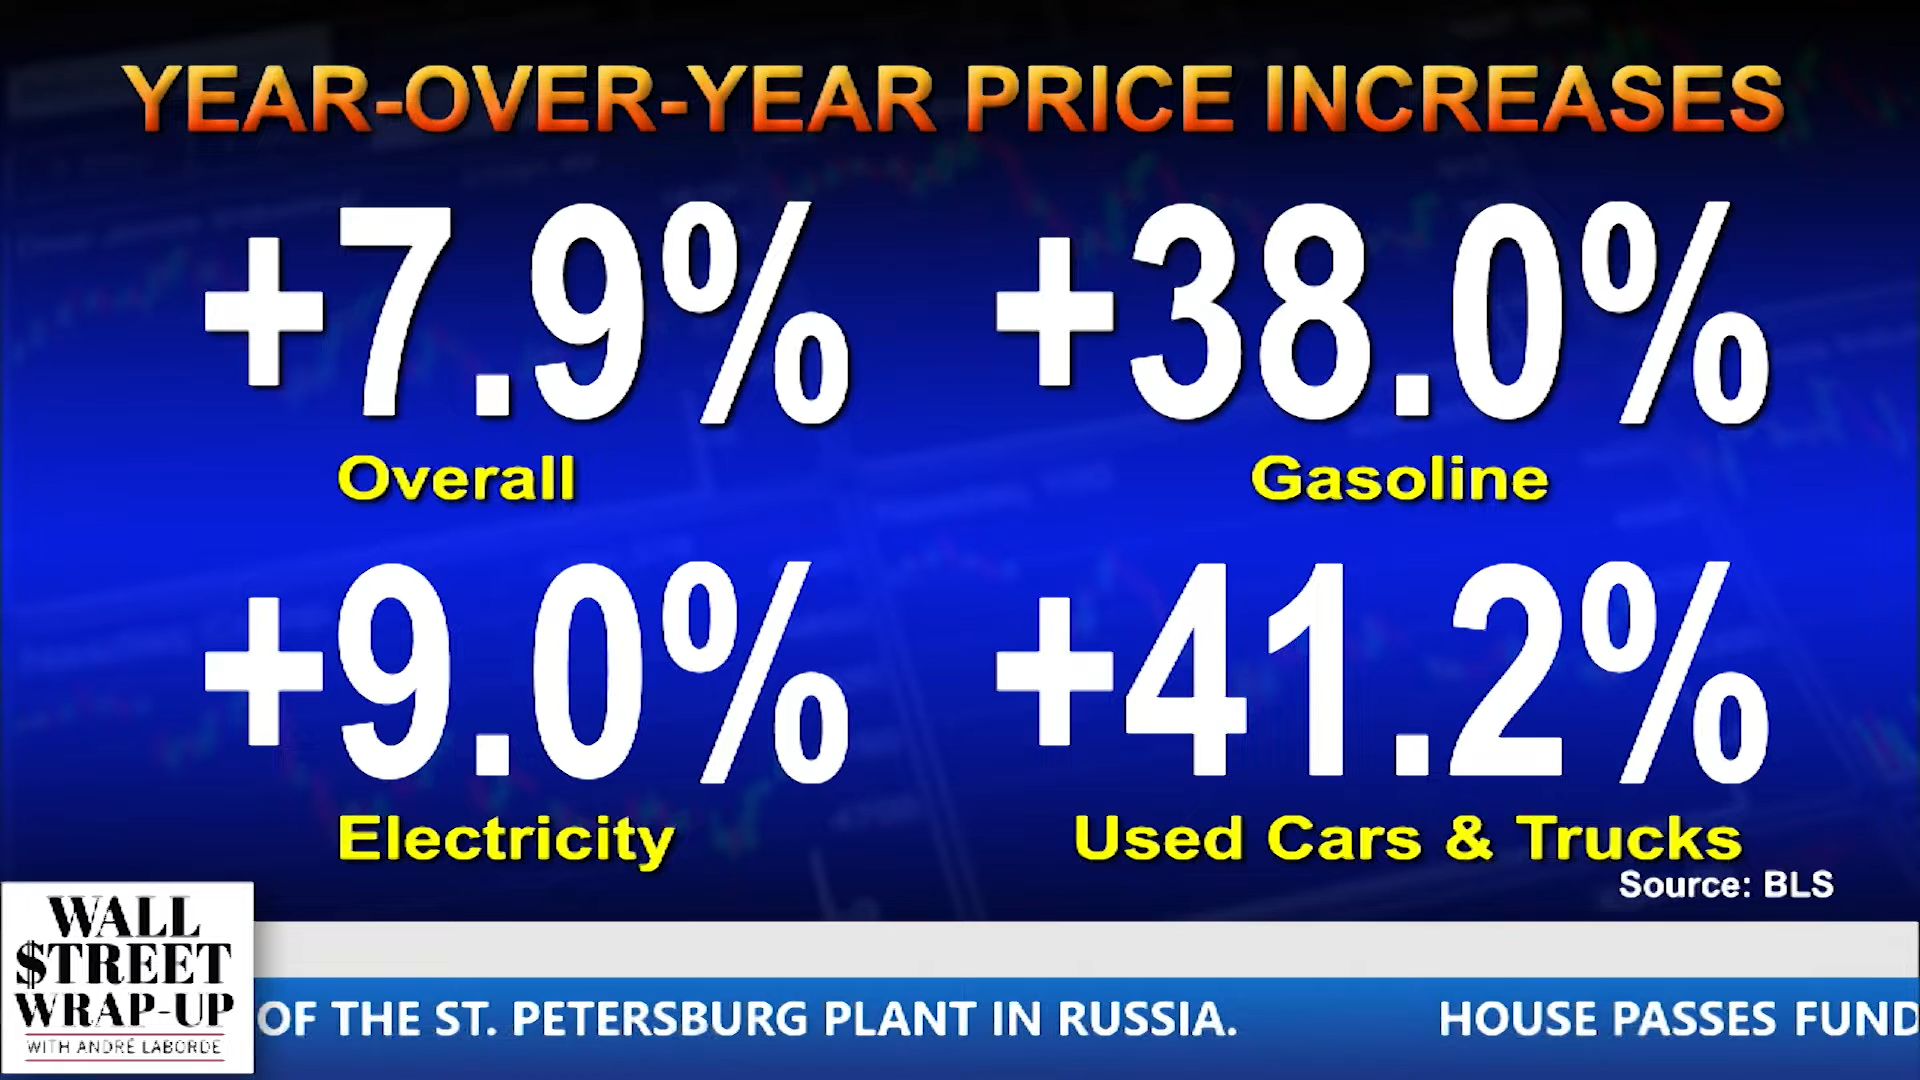 YEAR-OVER-YEAR PRICE INCREASES
+7.9%
Overall
+38.0%
Gasoline
+9.0%
Electricity
+41.2%
Used Cars & Trucks
Source: BLS
WALL
$TREET
WRAP-UP
WITH ANDRÉ LABORDE
OF THE ST. PETERSBURG PLANT IN RUSSIA. HOUSE PASSES FUND